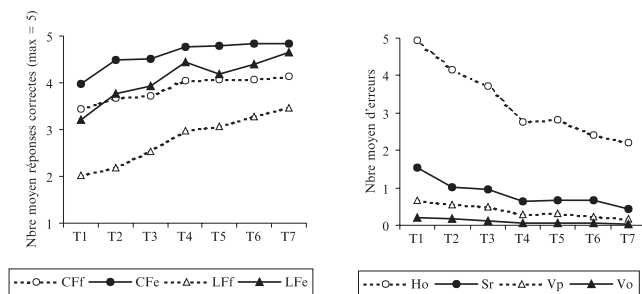 Nbre moyen réponses correctes (max = 5)
5
4
3
2
1
T1 T2 T3 T4 T5 T6 T7
CFf CFe LFf LFe
Nbre moyen d'erreurs
5
4
3
2
1
0
T1 T2 T3 T4 T5 T6 T7
Ho Sr Vp Vo